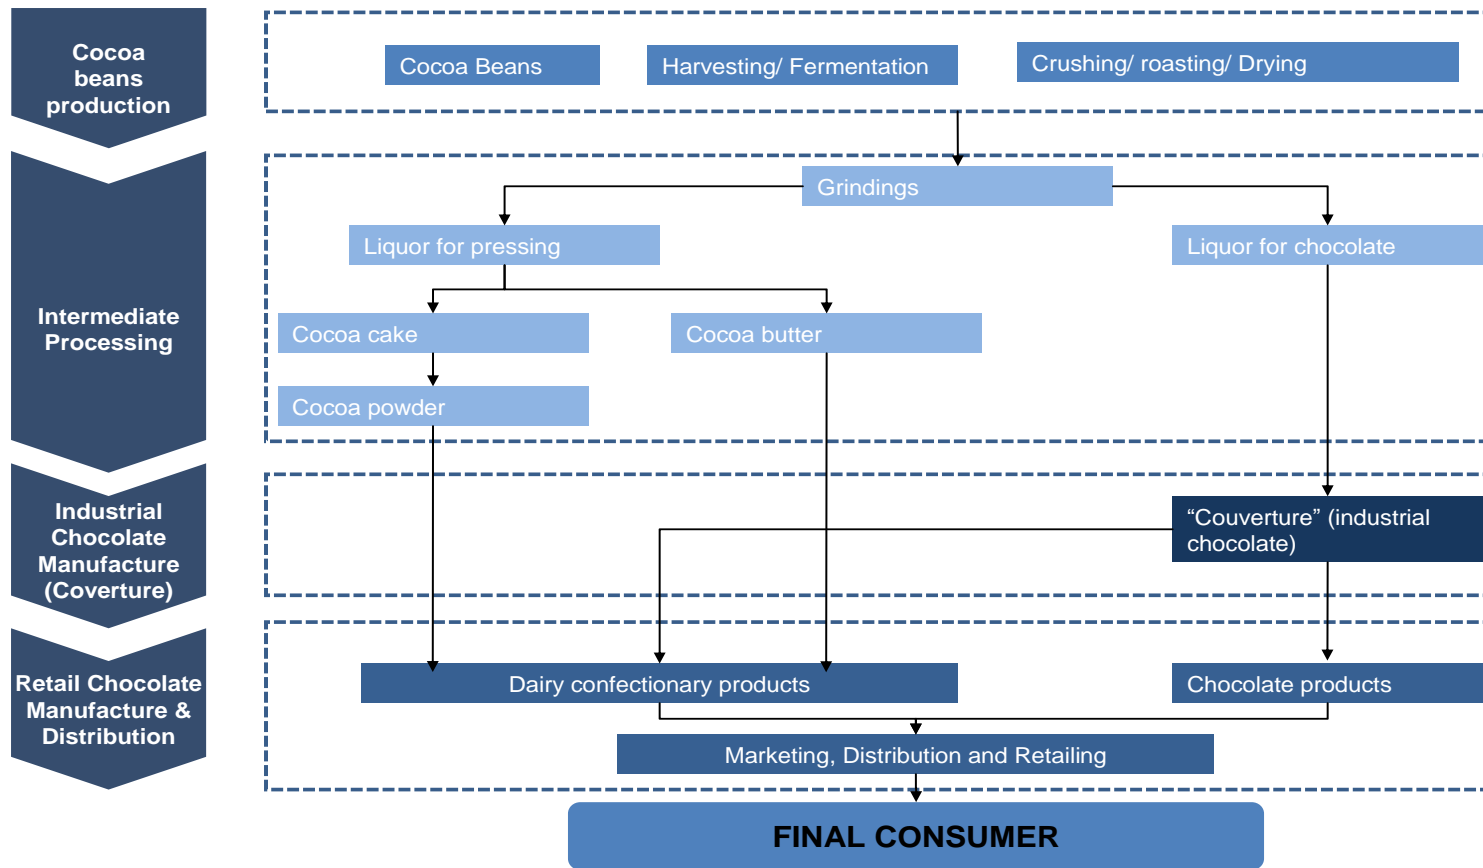 Cocoa
beans
production
Cocoa Beans
Harvesting/ Fermentation
Crushing/ roasting/ Drying
Intermediate
Processing
Grindings
Liquor for pressing
Liquor for chocolate
Cocoa cake
Cocoa butter
Cocoa powder
Industrial
Chocolate
Manufacture
(Coverture)
“Couverture” (industrial
chocolate)
Retail Chocolate
Manufacture &
Distribution
Dairy confectionary products
Chocolate products
Marketing, Distribution and Retailing
FINAL CONSUMER